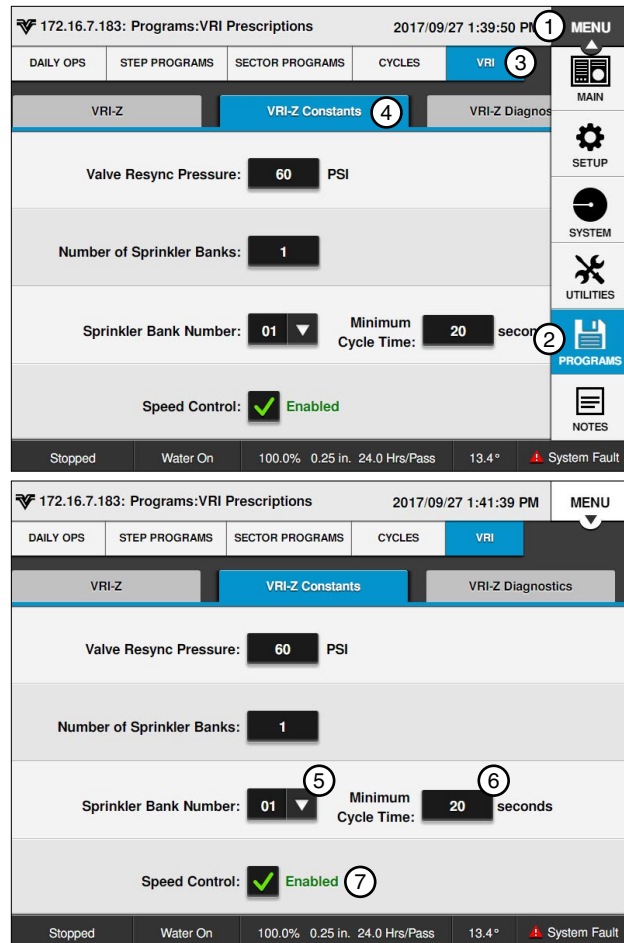 172.16.7.183: Programs:VRI Prescriptions 2017/09/27 1:39:50 PM 1 MENU
DAILY OPS STEP PROGRAMS SECTOR PROGRAMS CYCLES VRI 3
MAIN
VRI-Z VRI-Z Constants 4 VRI-Z Diagnos
SETUP
Valve Resync Pressure: 60 PSI
SYSTEM
Number of Sprinkler Banks: 1
UTILITIES
Sprinkler Bank Number: 01 Minimum
Cycle Time: 20 secon 2
PROGRAMS
Speed Control: Enabled
NOTES
Stopped Water On 100.0% 0.25 in. 24.0 Hrs/Pass 13.4° System Fault
172.16.7.183: Programs:VRI Prescriptions 2017/09/27 1:41:39 PM MENU
DAILY OPS STEP PROGRAMS SECTOR PROGRAMS CYCLES VRI
VRI-Z VRI-Z Constants VRI-Z Diagnostics
Valve Resync Pressure: 60 PSI
Number of Sprinkler Banks: 1
5 6
Sprinkler Bank Number: 01 Minimum
Cycle Time: 20 seconds
Speed Control: Enabled 7
Stopped Water On 100.0% 0.25 in. 24.0 Hrs/Pass 13.4° System Fault